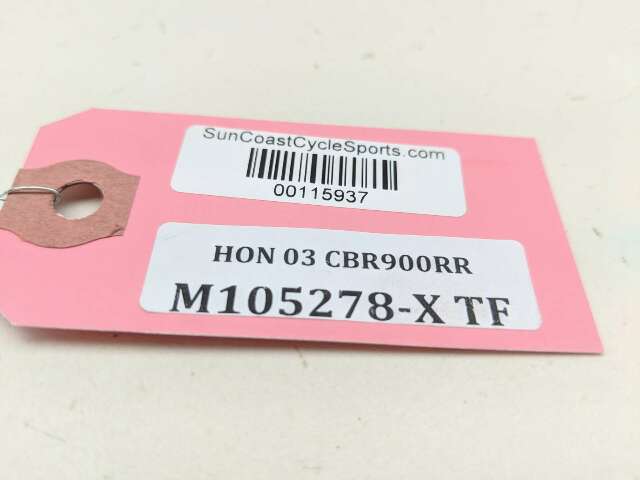 SunCoastCycleSports.com
00115937
HON 03 CBR900RR
M105278-X TF